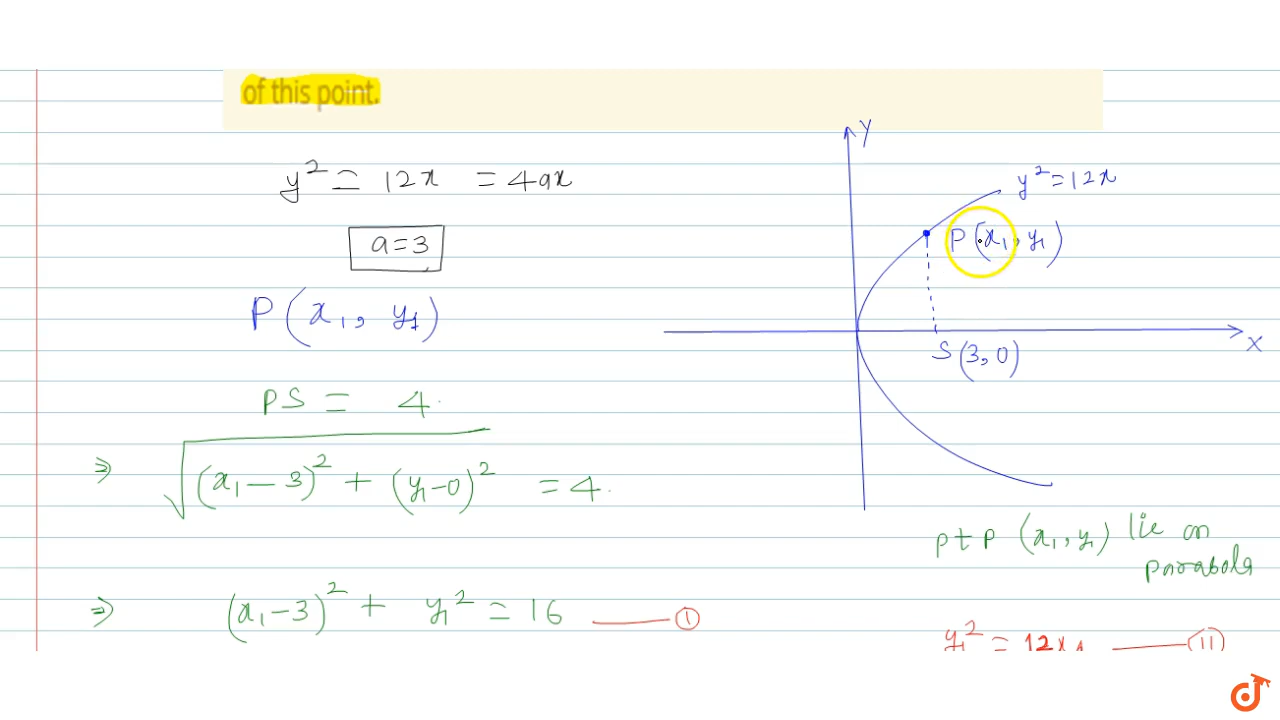 of this point.
y² = 12x = 4ax
a = 3
P(x₁, y₁)
PS = 4.
⇒ √((x₁ − 3)² + (y₁ − 0)²) = 4.
⇒ (x₁ − 3)² + y₁² = 16 —— ①
Y
y² = 12x
P(x₁, y₁)
X
S(3, 0)
pt P (x₁, y₁) lie on
parabola
y₁² = 12x₁ —— (11)